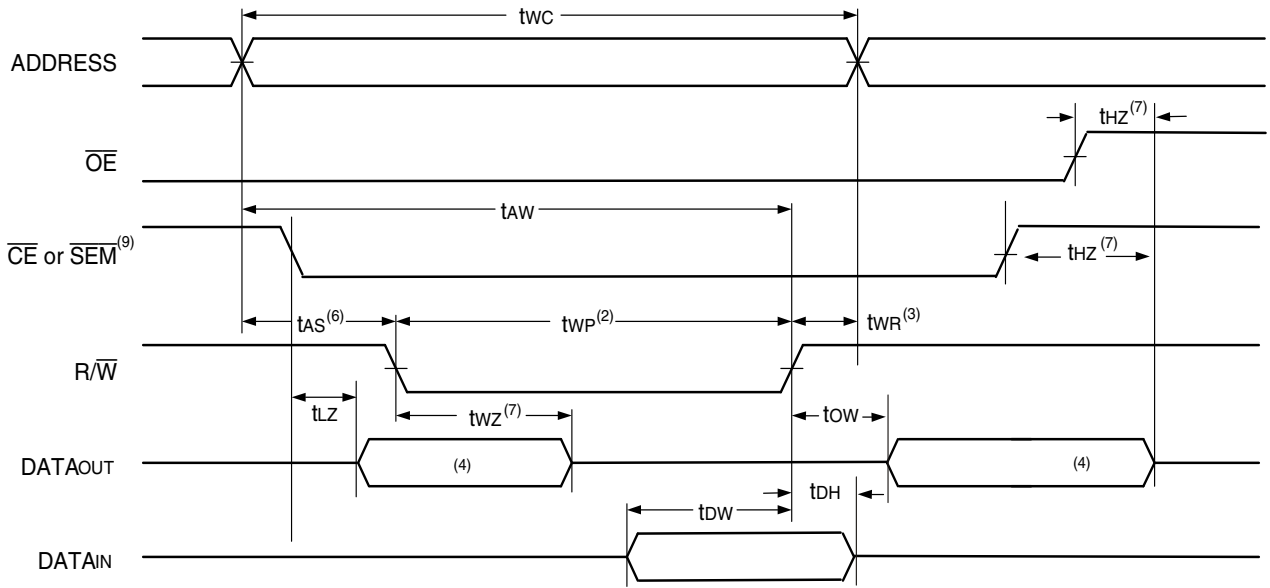 tWC
ADDRESS
tHZ(7)
OE
tAW
CE or SEM(9)
tHZ(7)
tAS(6) tWP(2) tWR(3)
R/W
tLZ tWZ(7) tOW
DATAOUT (4) (4)
tDW tDH
DATAIN